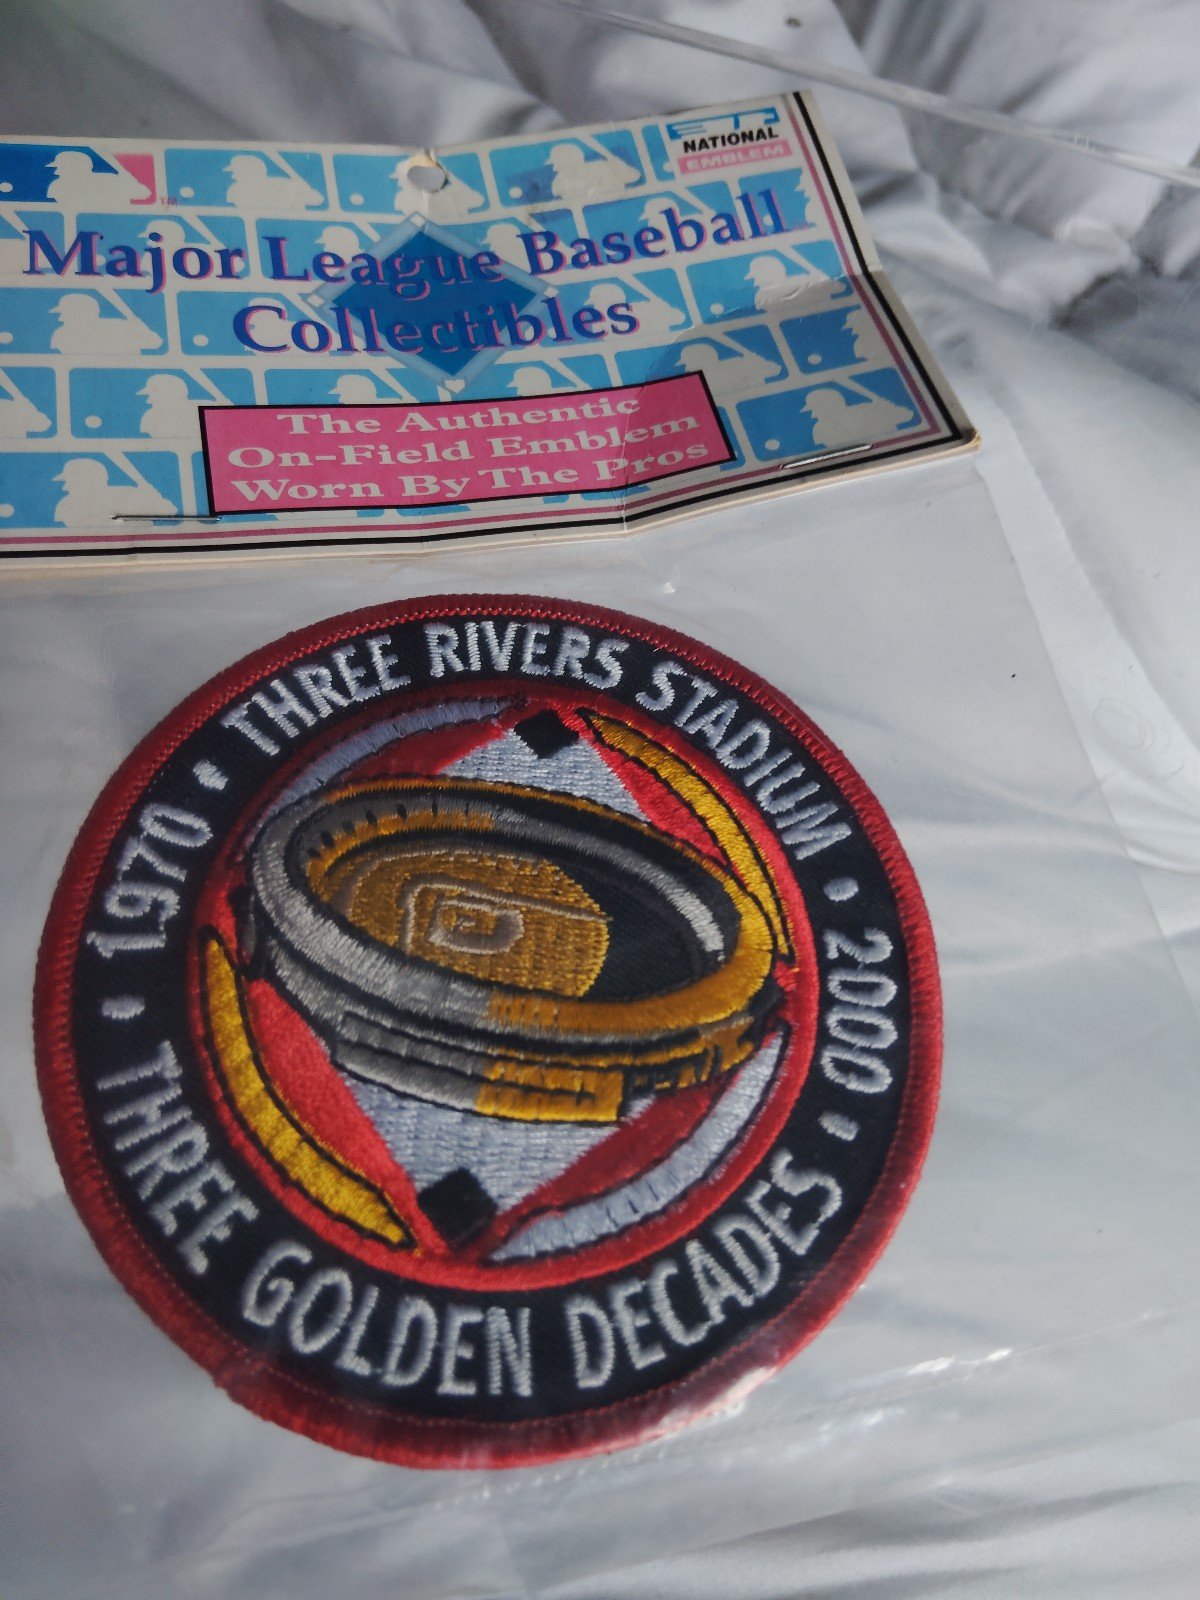 NATIONAL
EMBLEM
TM
Major League Baseball
Collectibles
The Authentic
On-Field Emblem
Worn By The Pros
THREE RIVERS STADIUM
1970 • • 2000
THREE GOLDEN DECADES